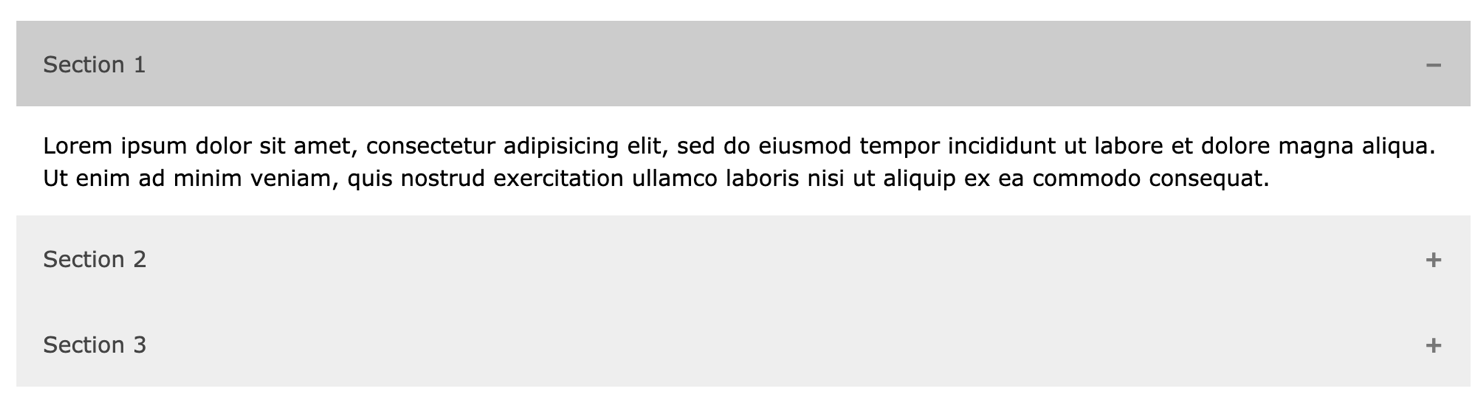 Section 1 −
Lorem ipsum dolor sit amet, consectetur adipisicing elit, sed do eiusmod tempor incididunt ut labore et dolore magna aliqua.
Ut enim ad minim veniam, quis nostrud exercitation ullamco laboris nisi ut aliquip ex ea commodo consequat.
Section 2 +
Section 3 +